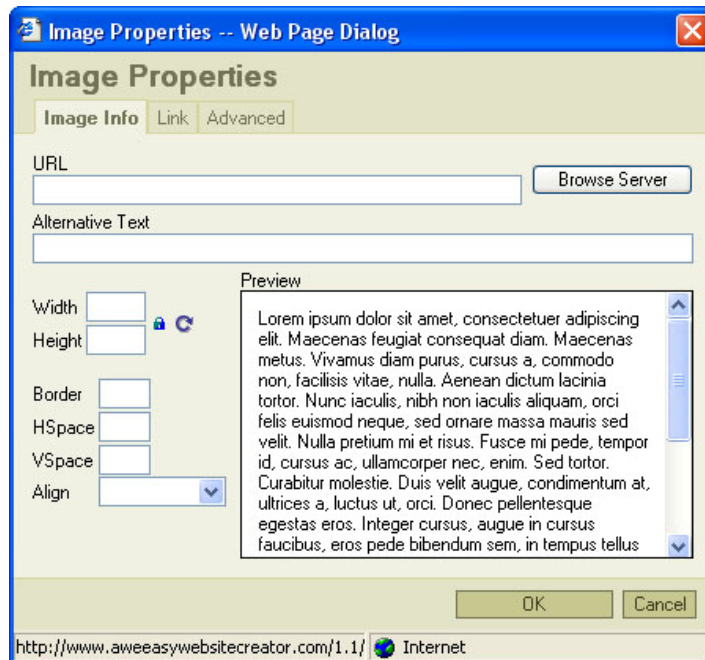 Image Properties -- Web Page Dialog
Image Properties
Image Info Link Advanced
URL
Browse Server
Alternative Text
Preview
Width
Height
Border
HSpace
VSpace
Align
Lorem ipsum dolor sit amet, consectetuer adipiscing
elit. Maecenas feugiat consequat diam. Maecenas
metus. Vivamus diam purus, cursus a, commodo
non, facilisis vitae, nulla. Aenean dictum lacinia
tortor. Nunc iaculis, nibh non iaculis aliquam, orci
felis euismod neque, sed ornare massa mauris sed
velit. Nulla pretium mi et risus. Fusce mi pede, tempor
id, cursus ac, ullamcorper nec, enim. Sed tortor.
Curabitur molestie. Duis velit augue, condimentum at,
ultrices a, luctus ut, orci. Donec pellentesque
egestas eros. Integer cursus, augue in cursus
faucibus, eros pede bibendum sem, in tempus tellus
OK Cancel
http://www.aweeasywebsitecreator.com/1.1/ Internet